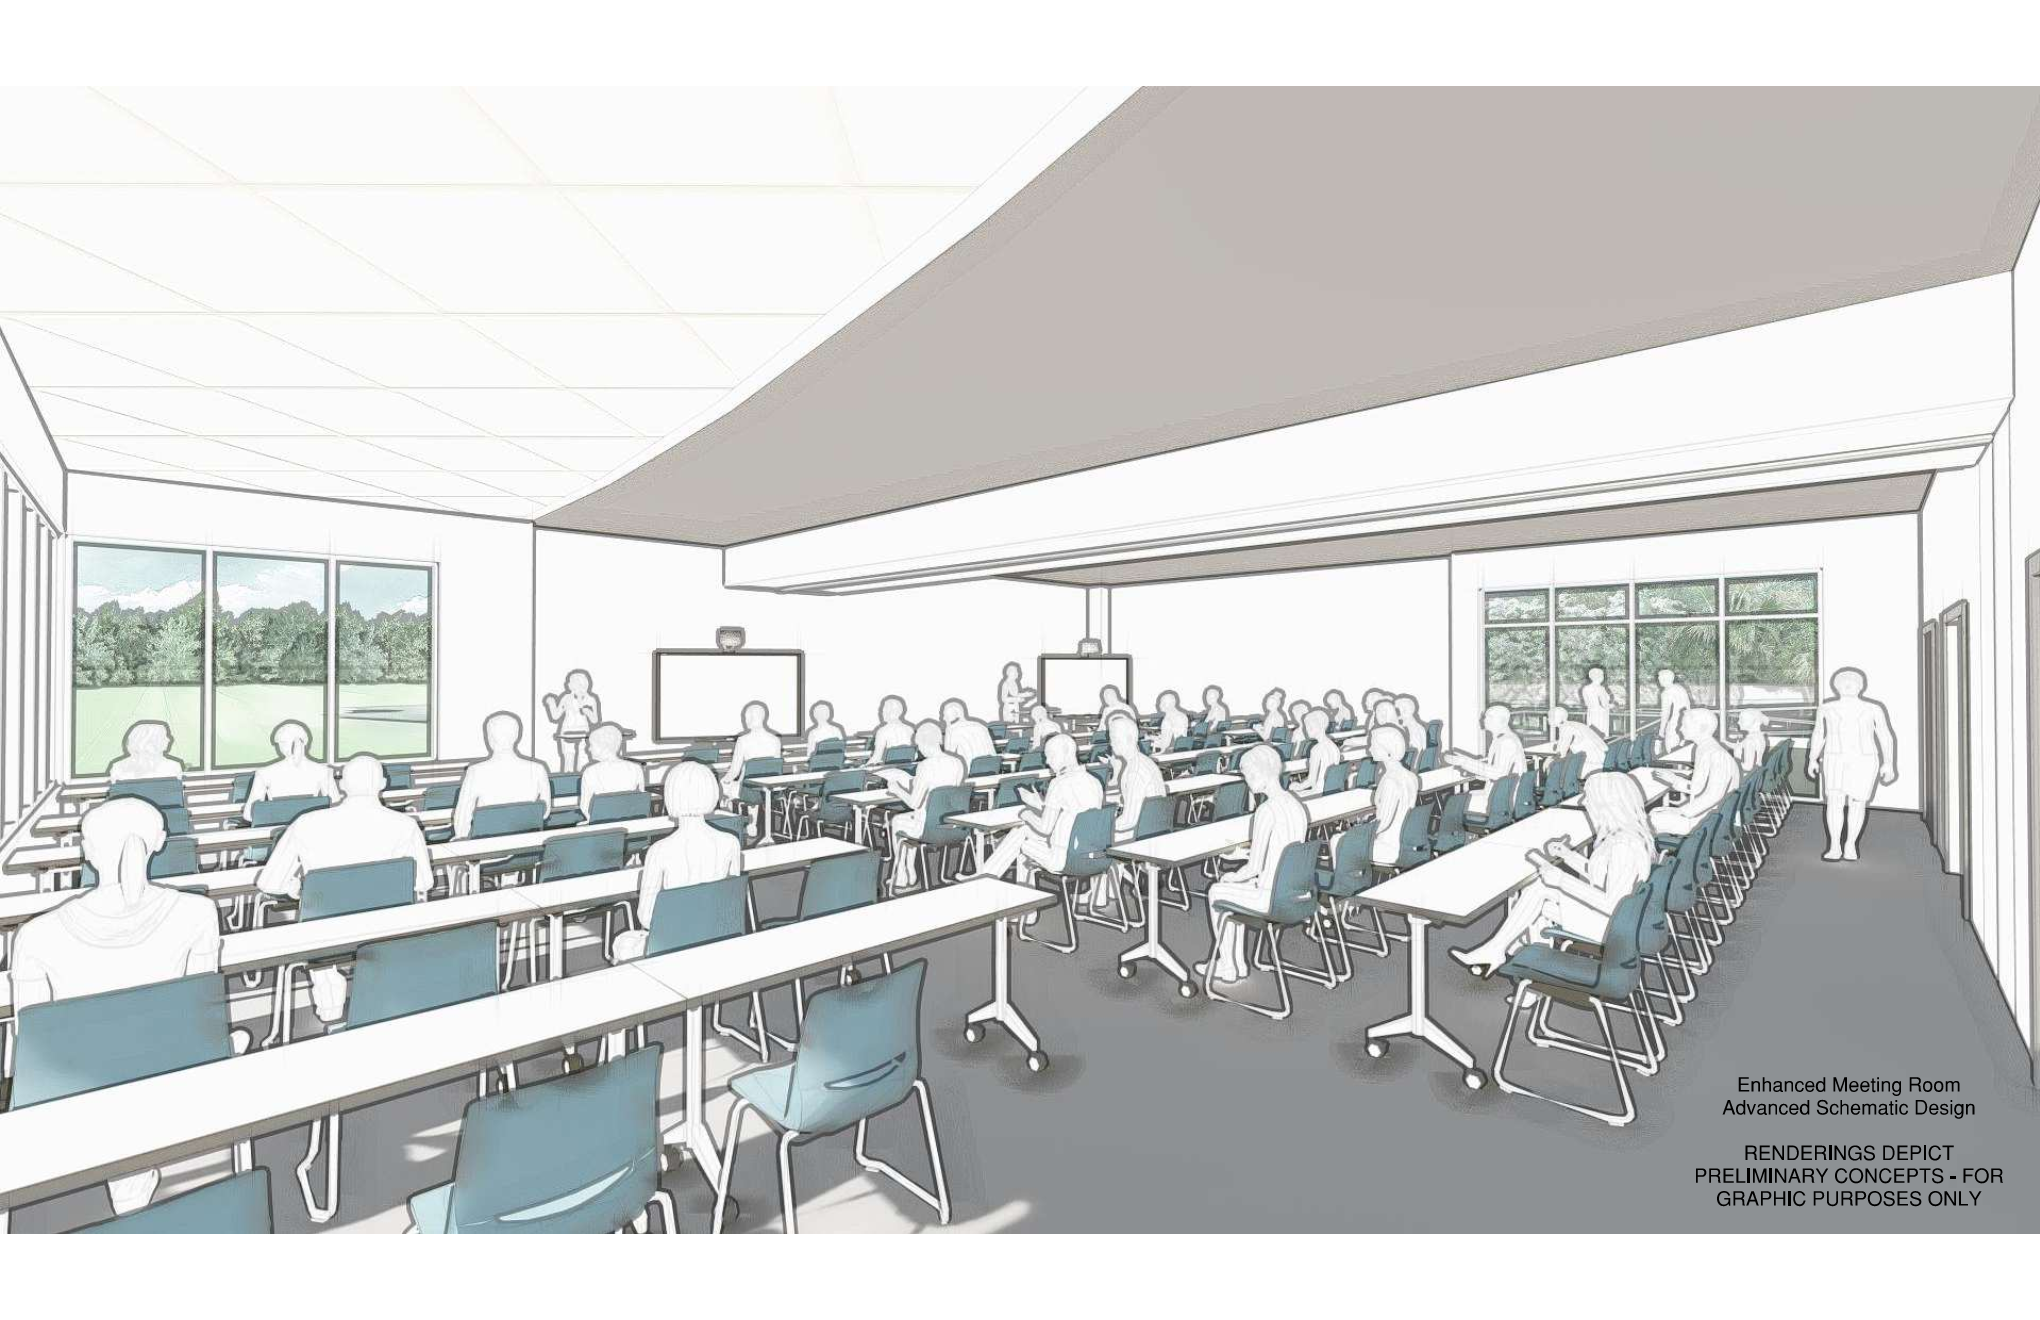 Enhanced Meeting Room
Advanced Schematic Design
RENDERINGS DEPICT
PRELIMINARY CONCEPTS - FOR
GRAPHIC PURPOSES ONLY